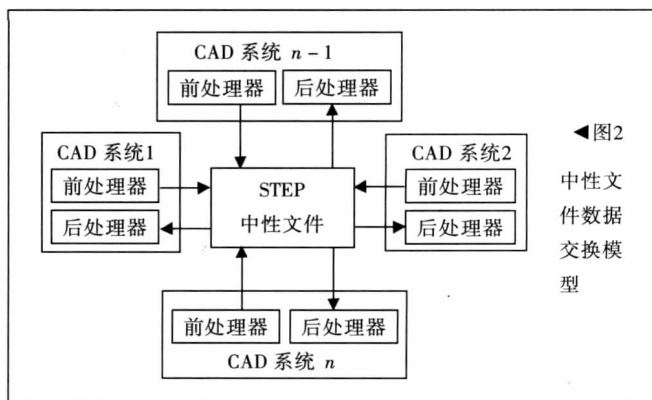 CAD 系统 n-1
前处理器 后处理器
CAD 系统1
前处理器
后处理器
STEP
中性文件
CAD 系统2
前处理器
后处理器
前处理器 后处理器
CAD 系统 n
◀图2
中性文
件数据
交换模
型